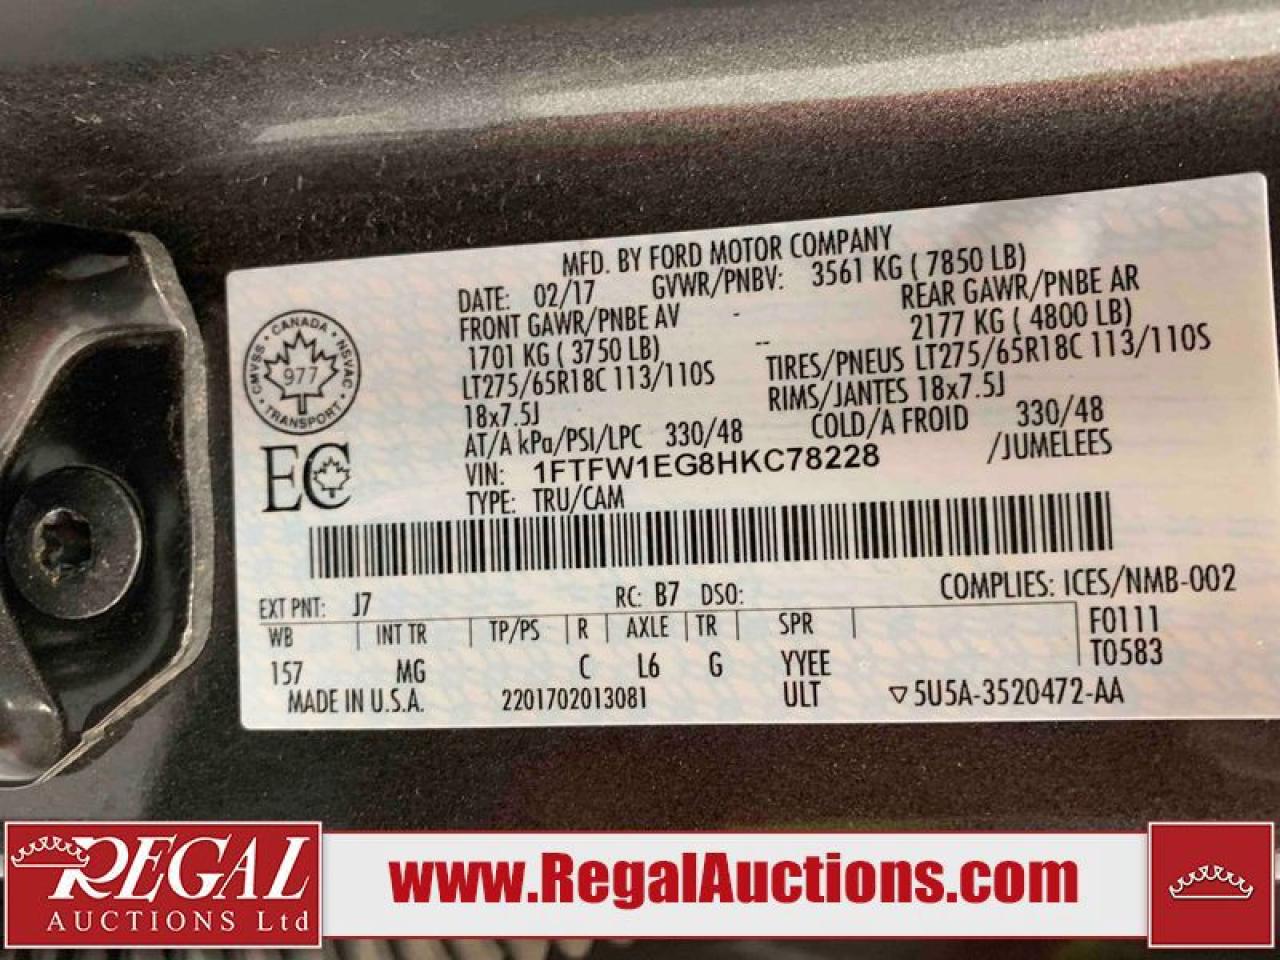 MFD. BY FORD MOTOR COMPANY
DATE: 02/17 GVWR/PNBV: 3561 KG ( 7850 LB)
FRONT GAWR/PNBE AV - REAR GAWR/PNBE AR
1701 KG ( 3750 LB) -- 2177 KG ( 4800 LB)
LT275/65R18C 113/110S TIRES/PNEUS LT275/65R18C 113/110S
18x7.5J RIMS/JANTES 18x7.5J
AT/A kPa/PSI/LPC 330/48 COLD/A FROID 330/48
VIN: 1FTFW1EG8HKC78228 /JUMELEES
TYPE: TRU/CAM
CANADA
CMVSS • NSVAC
977
TRANSPORT
EC
EXT PNT: J7 RC: B7 DSO: COMPLIES: ICES/NMB-002
WB INT TR TP/PS R AXLE TR SPR F0111
157 MG C L6 G YYEE T0583
MADE IN U.S.A. 2201702013081 ULT ▽5U5A-3520472-AA
REGAL
AUCTIONS Ltd
www.RegalAuctions.com